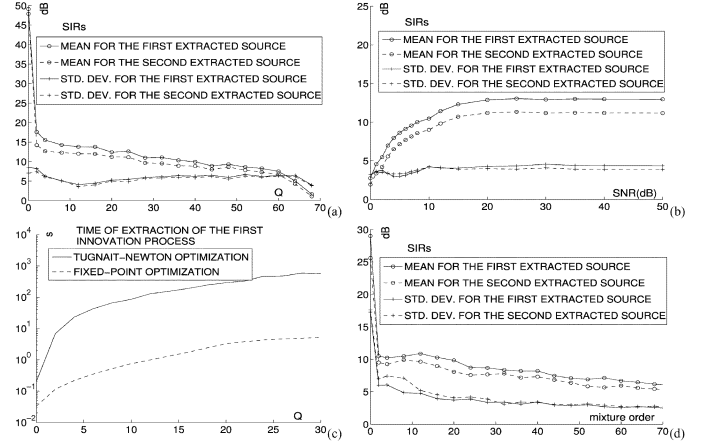 dB
SIRs
MEAN FOR THE FIRST EXTRACTED SOURCE
MEAN FOR THE SECOND EXTRACTED SOURCE
STD. DEV. FOR THE FIRST EXTRACTED SOURCE
STD. DEV. FOR THE SECOND EXTRACTED SOURCE
50
45
40
35
30
25
20
15
10
5
0
0 10 20 30 40 50 60 70 80
Q
(a)
dB
SIRs
MEAN FOR THE FIRST EXTRACTED SOURCE
MEAN FOR THE SECOND EXTRACTED SOURCE
STD. DEV. FOR THE FIRST EXTRACTED SOURCE
STD. DEV. FOR THE SECOND EXTRACTED SOURCE
25
20
15
10
5
0
0 10 20 30 40 50
SNR(dB)
(b)
s
TIME OF EXTRACTION OF THE FIRST
INNOVATION PROCESS
TUGNAIT-NEWTON OPTIMIZATION
FIXED-POINT OPTIMIZATION
10^4
10^3
10^2
10^1
10^0
10^-1
10^-2
0 5 10 15 20 25 30
Q
(c)
dB
SIRs
MEAN FOR THE FIRST EXTRACTED SOURCE
MEAN FOR THE SECOND EXTRACTED SOURCE
STD. DEV. FOR THE FIRST EXTRACTED SOURCE
STD. DEV. FOR THE SECOND EXTRACTED SOURCE
30
25
20
15
10
5
0
0 10 20 30 40 50 60 70
mixture order
(d)